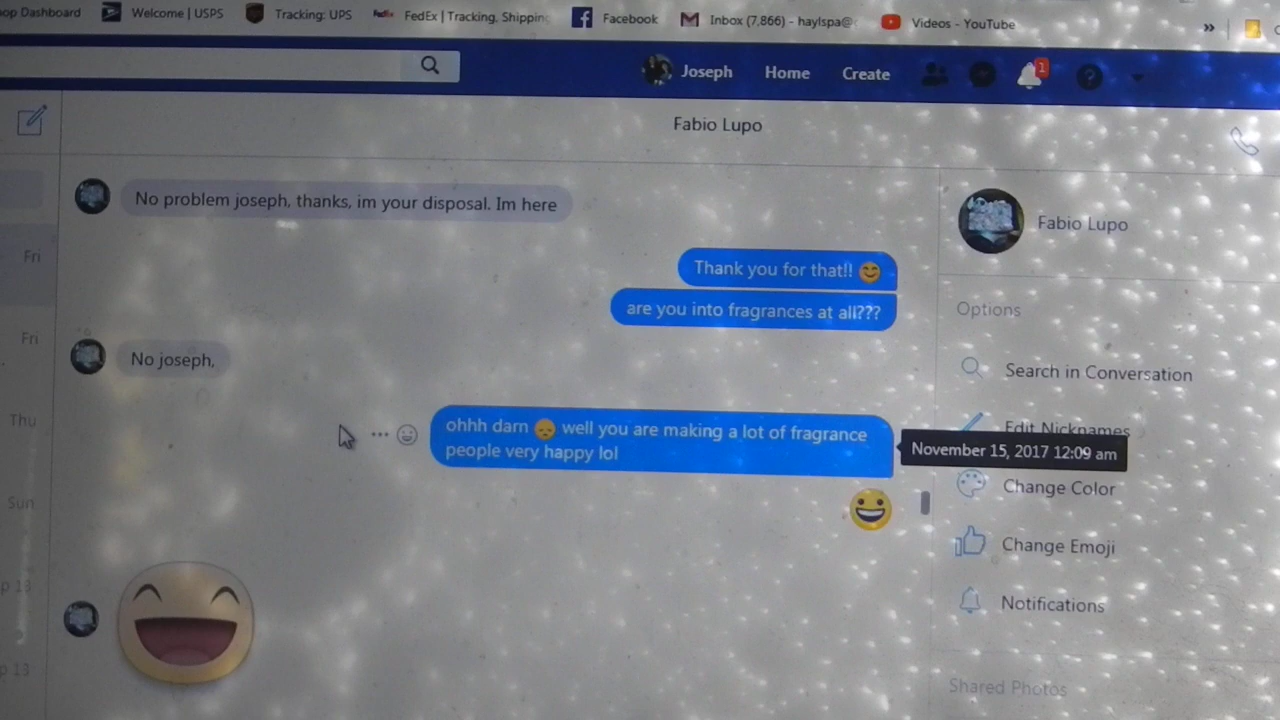 op Dashboard
Welcome | USPS
Tracking: UPS
FedEx
FedEx | Tracking, Shippin
Facebook
Inbox (7,866) - haylspa@
Videos - YouTube
»
Joseph
Home
Create
1
?
Fabio Lupo
No problem joseph, thanks, im your disposal. Im here
Fabio Lupo
Fri
Thank you for that!! 😊
are you into fragrances at all???
Options
Fri
No joseph,
Search in Conversation
Thu
ohhh darn 😞 well you are making a lot of fragrance
people very happy lol
Edit Nicknames
November 15, 2017 12:09 am
Change Color
Sun
😀
Change Emoji
p 13
Notifications
p 13
Shared Photos